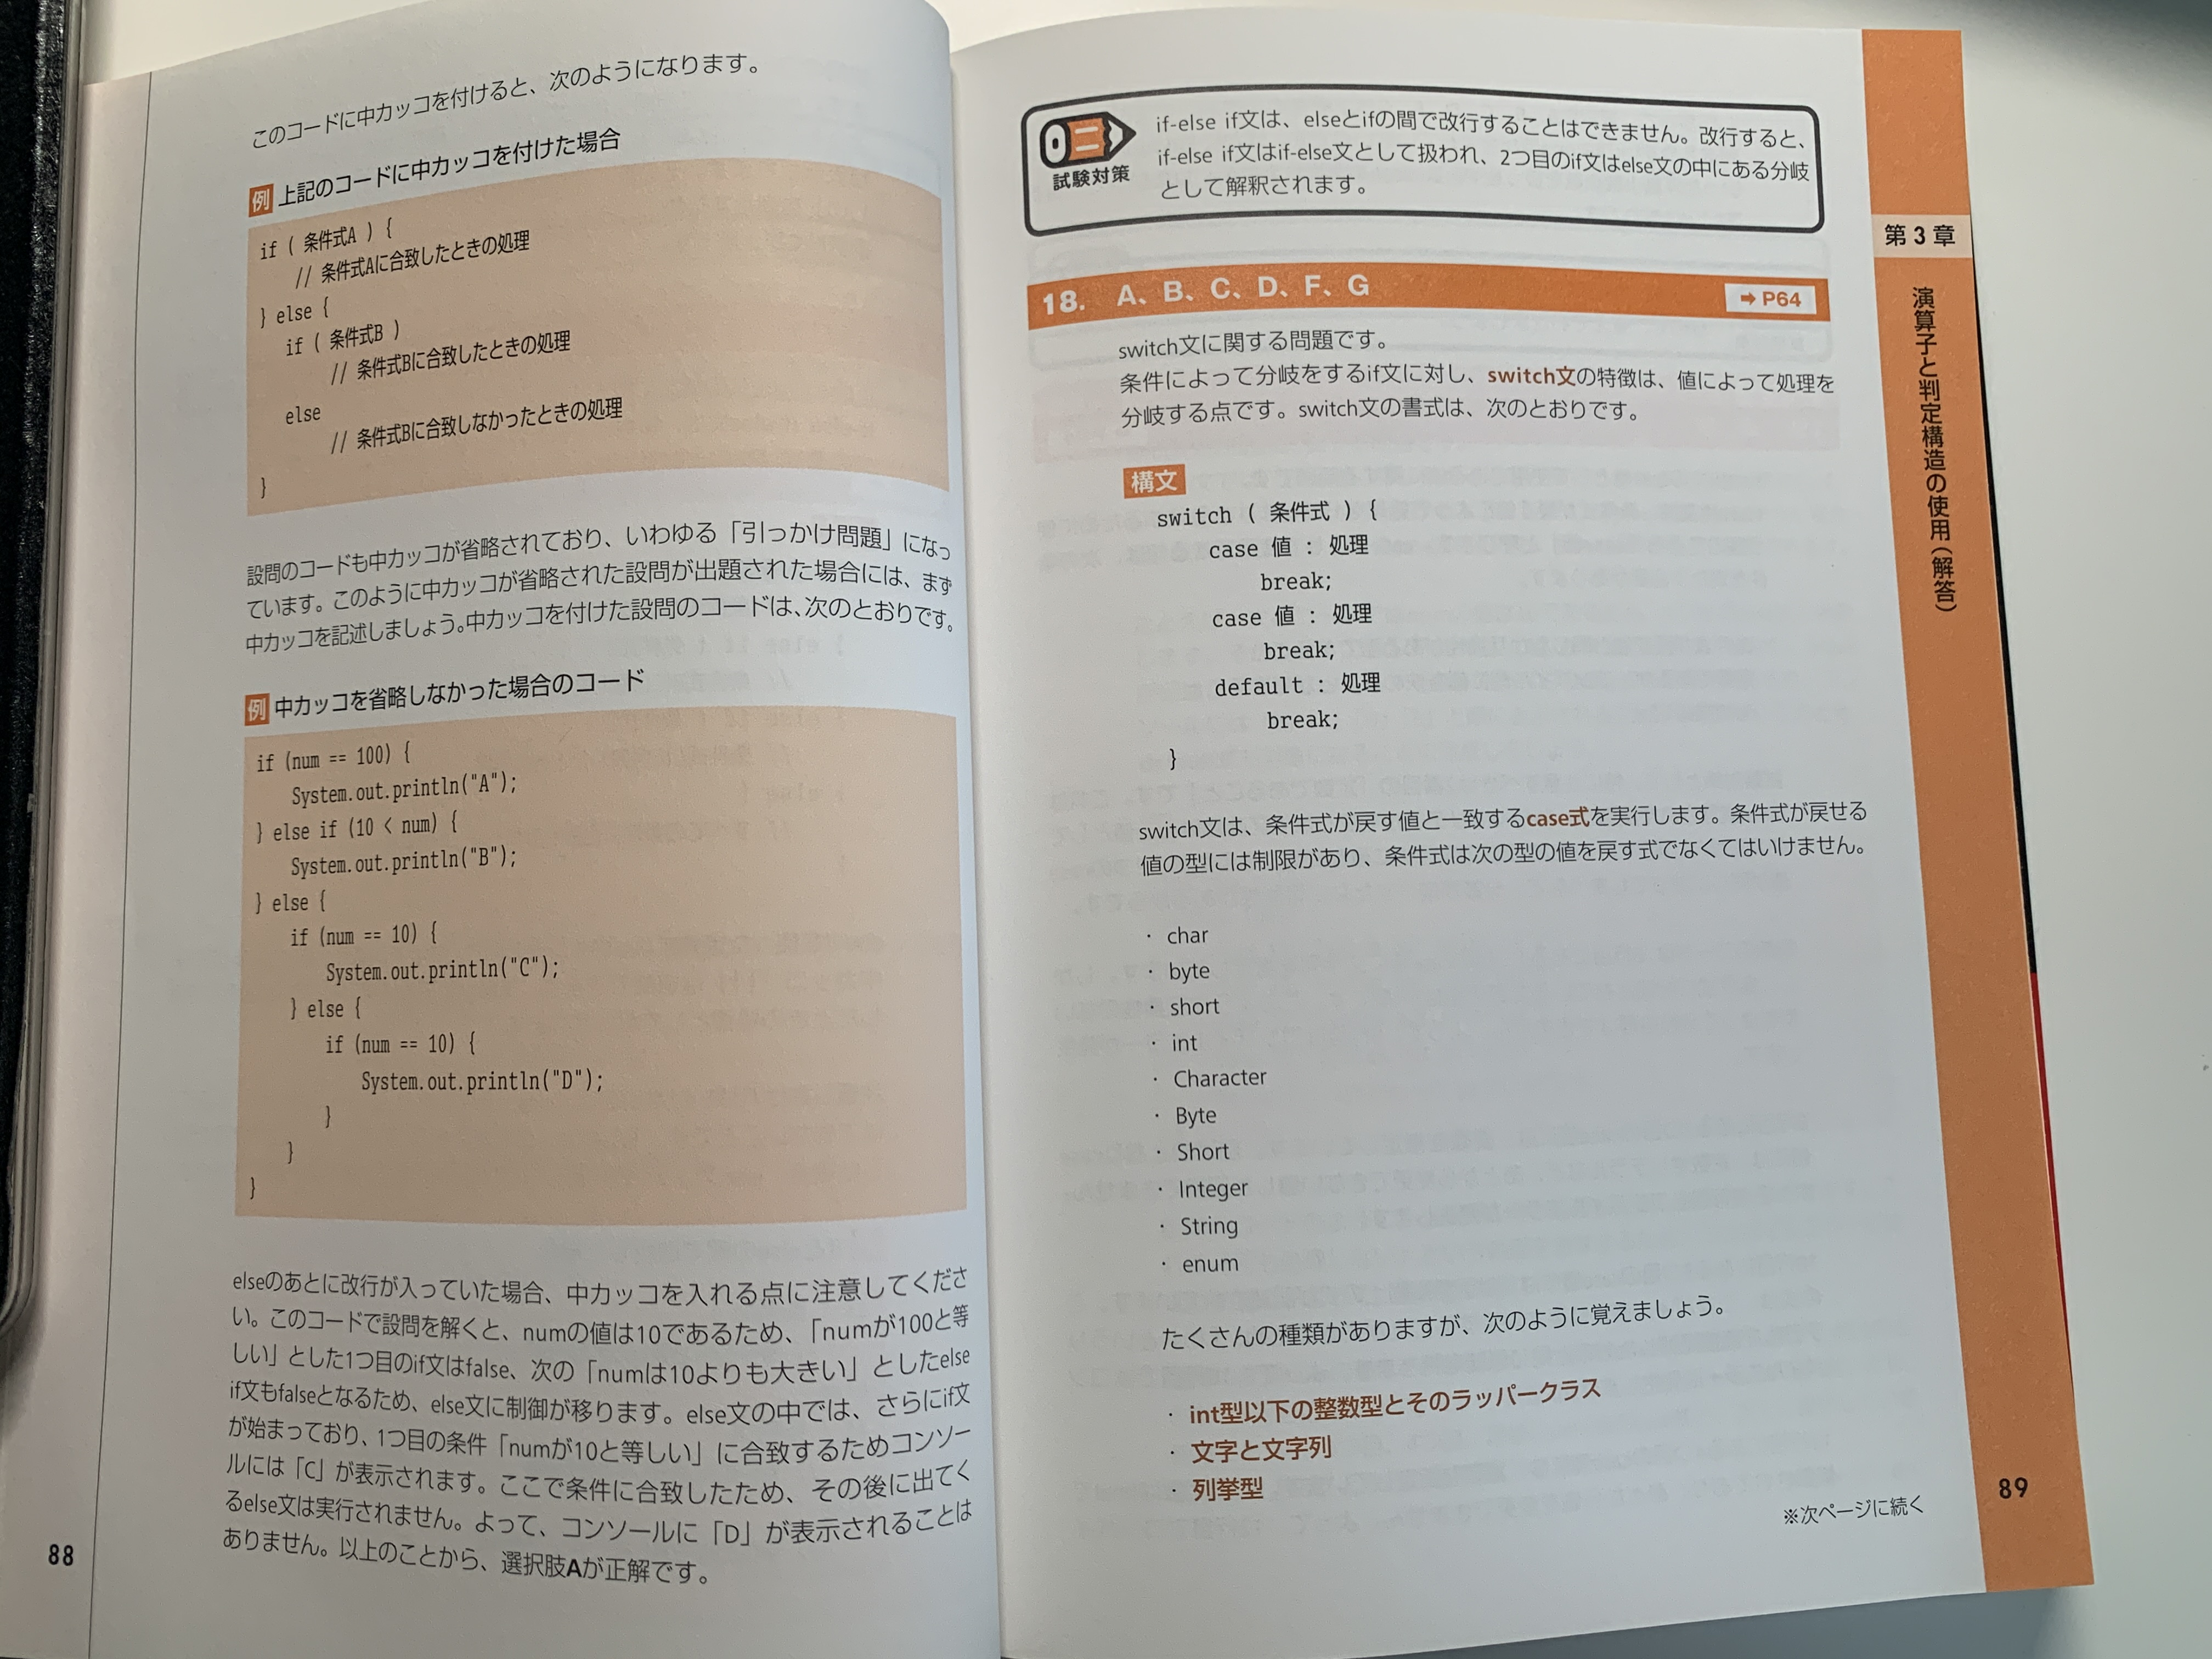 このコードに中カッコを付けると、次のようになります。
例 上記のコードに中カッコを付けた場合
if ( 条件式A ) {
// 条件式Aに合致したときの処理
} else {
if ( 条件式B )
// 条件式Bに合致したときの処理
else
// 条件式Bに合致しなかったときの処理
}
設問のコードも中カッコが省略されており、いわゆる「引っかけ問題」になっ
ています。このように中カッコが省略された設問が出題された場合には、まず
中カッコを記述しましょう。中カッコを付けた設問のコードは、次のとおりです。
例 中カッコを省略しなかった場合のコード
if (num == 100) {
System.out.println("A");
} else if (10 < num) {
System.out.println("B");
} else {
if (num == 10) {
System.out.println("C");
} else {
if (num == 10) {
System.out.println("D");
}
}
}
elseのあとに改行が入っていた場合、中カッコを入れる点に注意してくださ
い。このコードで設問を解くと、numの値は10であるため、「numが100と等
しい」とした1つ目のif文はfalse、次の「numは10よりも大きい」としたelse
if文もfalseとなるため、else文に制御が移ります。else文の中では、さらにif文
が始まっており、1つ目の条件「numが10と等しい」に合致するためコンソー
ルには「C」が表示されます。ここで条件に合致したため、その後に出てく
るelse文は実行されません。よって、コンソールに「D」が表示されることは
ありません。以上のことから、選択肢Aが正解です。
88
試験対策
if-else if文は、elseとifの間で改行することはできません。改行すると、
if-else if文はif-else文として扱われ、2つ目のif文はelse文の中にある分岐
として解釈されます。
18. A、B、C、D、F、G ➡ P64
switch文に関する問題です。
条件によって分岐をするif文に対し、switch文の特徴は、値によって処理を
分岐する点です。switch文の書式は、次のとおりです。
構文
switch ( 条件式 ) {
case 値 : 処理
break;
case 値 : 処理
break;
default : 処理
break;
}
switch文は、条件式が戻す値と一致するcase式を実行します。条件式が戻せる
値の型には制限があり、条件式は次の型の値を戻す式でなくてはいけません。
・ char
・ byte
・ short
・ int
・ Character
・ Byte
・ Short
・ Integer
・ String
・ enum
たくさんの種類がありますが、次のように覚えましょう。
・ int型以下の整数型とそのラッパークラス
・ 文字と文字列
・ 列挙型
※次ページに続く
第3章
演算子と判定構造の使用（解答）
89